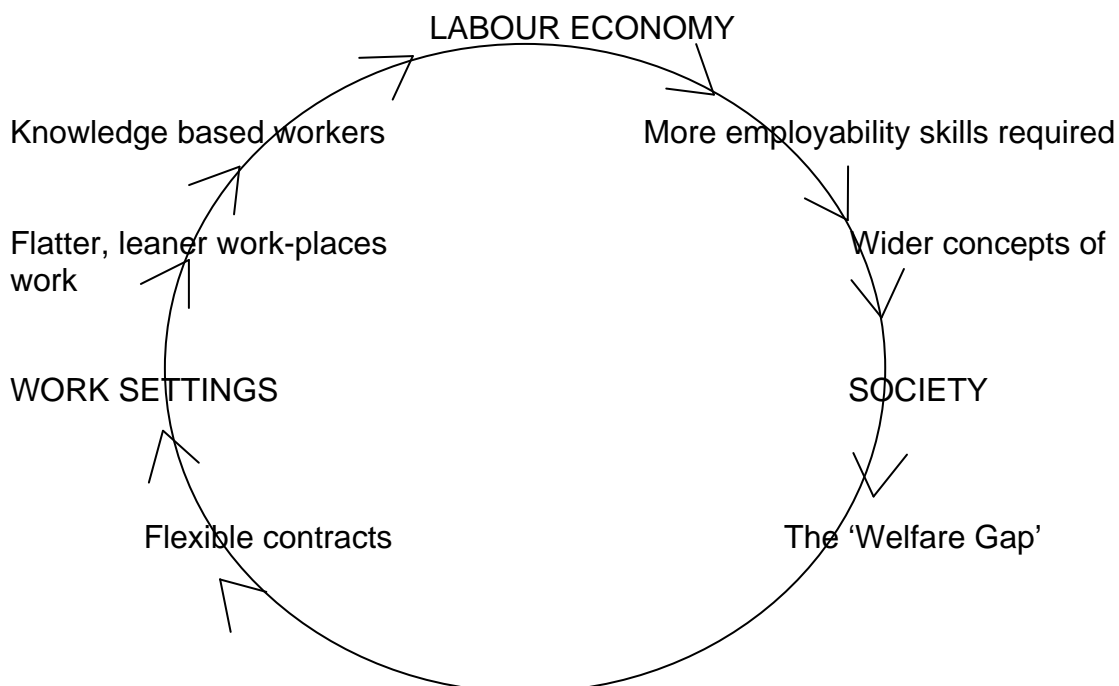 LABOUR ECONOMY
Knowledge based workers
More employability skills required
Flatter, leaner work-places
Wider concepts of
work
WORK SETTINGS
SOCIETY
Flexible contracts
The ‘Welfare Gap’